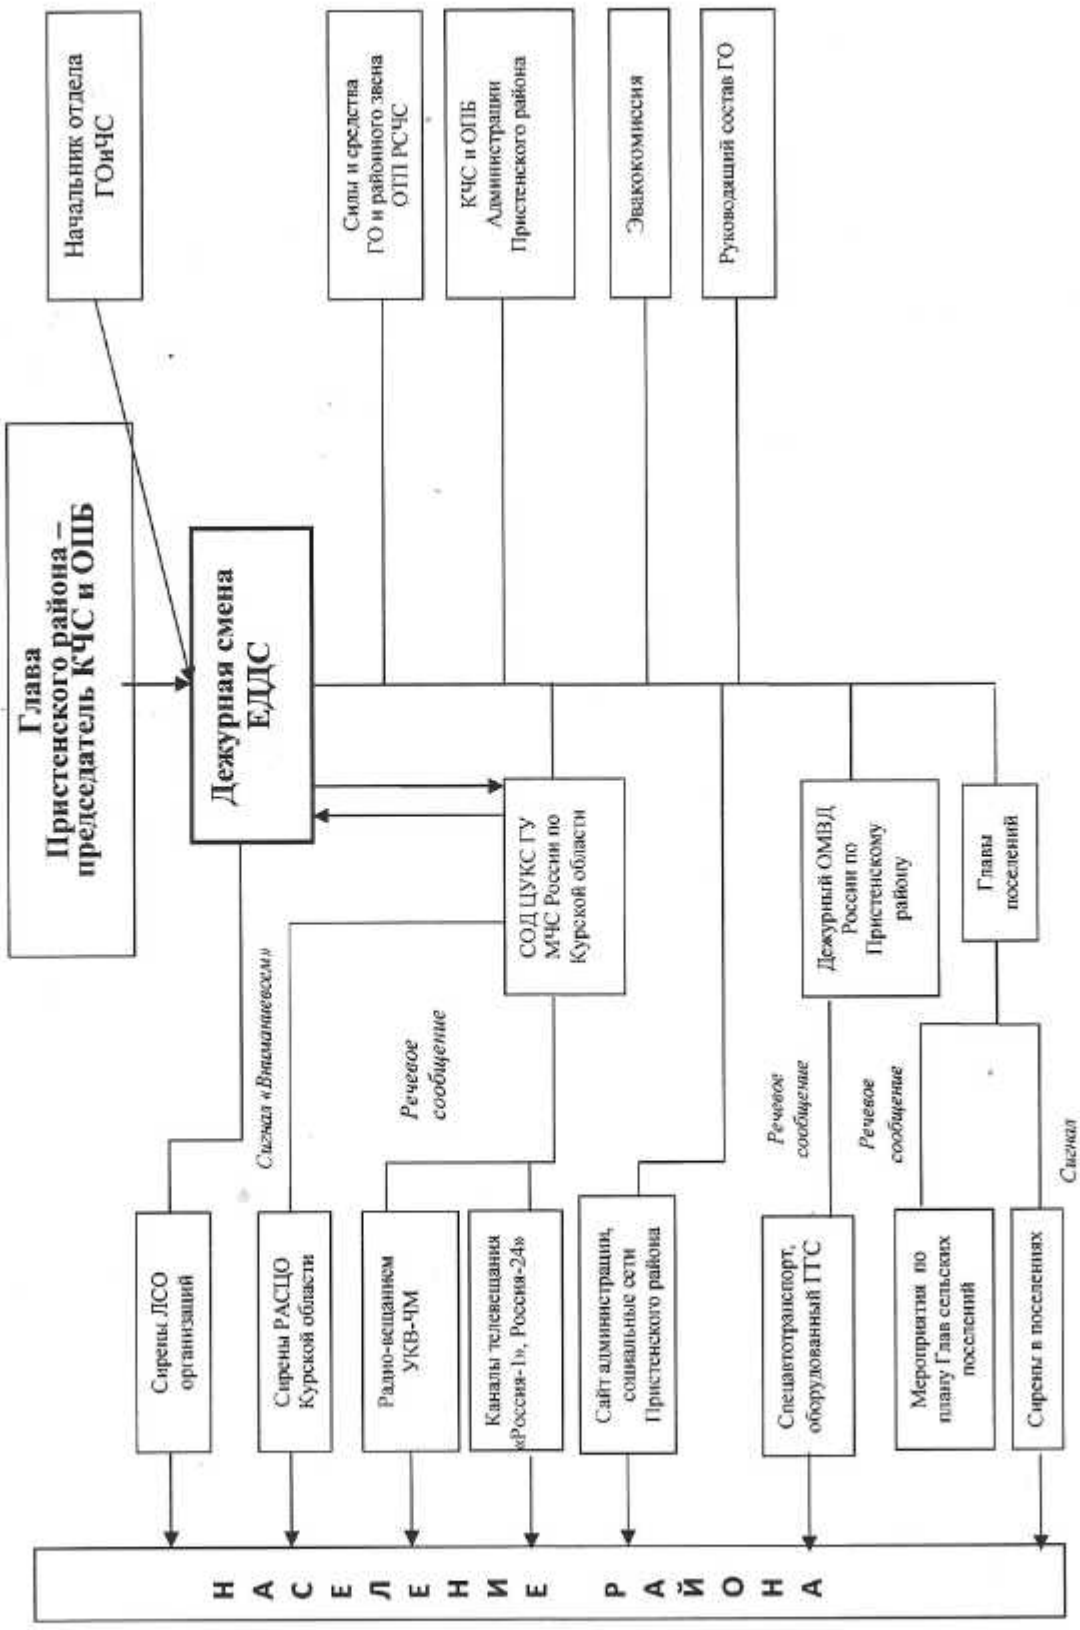 Глава
Пристенского района –
председатель КЧС и ОПБ
Начальник отдела
ГОиЧС
Дежурная смена
ЕДДС
Силы и средства
ГО и районного звена
ОТП РСЧС
КЧС и ОПБ
Администрации
Пристенского района
Эвакокомиссия
Руководящий состав ГО
СОД ЦУКС ГУ
МЧС России по
Курской области
Дежурный ОМВД
России по
Пристенскому
району
Главы
поселений
Сигнал «Вниманиевсем»
Речевое
сообщение
Речевое
сообщение
Речевое
сообщение
Сигнал
Сирены ЛСО
организаций
Сирены РАСЦО
Курской области
Радио-вещанием
УКВ-ЧМ
Каналы телевещания
«Россия-1», Россия-24»
Сайт администрации,
социальные сети
Пристенского района
Спецавтотранспорт,
оборудованный ГГС
Мероприятия по
плану Глав сельских
поселений
Сирены в поселениях
НАСЕЛЕНИЕ РАЙОНА